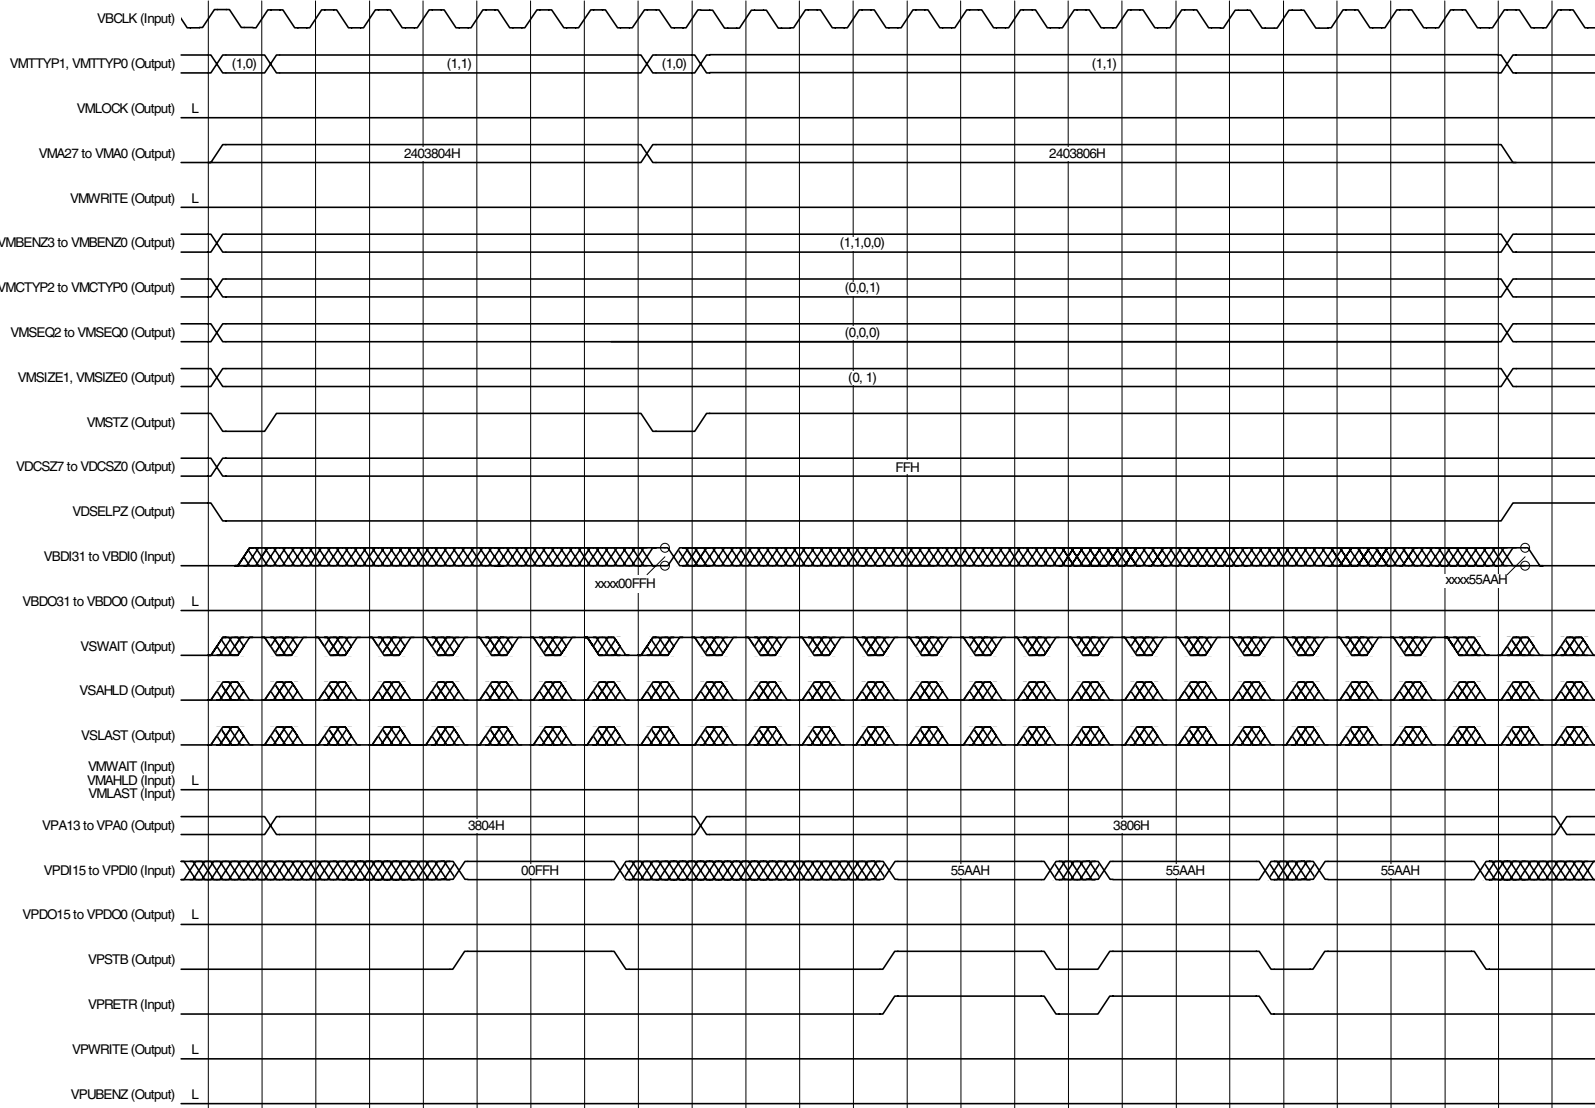 VBCLK (Input)
VMTTYP1, VMTTYP0 (Output) (1,0) (1,1) (1,0) (1,1)
VMLOCK (Output) L
VMA27 to VMA0 (Output) 2403804H 2403806H
VMWRITE (Output) L
VMBENZ3 to VMBENZ0 (Output) (1,1,0,0)
VMCTYP2 to VMCTYP0 (Output) (0,0,1)
VMSEQ2 to VMSEQ0 (Output) (0,0,0)
VMSIZE1, VMSIZE0 (Output) (0, 1)
VMSTZ (Output)
VDCSZ7 to VDCSZ0 (Output) FFH
VDSELPZ (Output)
VBDI31 to VBDI0 (Input)
xxxx00FFH xxxx55AAH
VBDO31 to VBDO0 (Output) L
VSWAIT (Output)
VSAHLD (Output)
VSLAST (Output)
VMWAIT (Input)
VMAHLD (Input) L
VMLAST (Input)
VPA13 to VPA0 (Output) 3804H 3806H
VPDI15 to VPDI0 (Input) 00FFH 55AAH 55AAH 55AAH
VPDO15 to VPDO0 (Output) L
VPSTB (Output)
VPRETR (Input)
VPWRITE (Output) L
VPUBENZ (Output) L